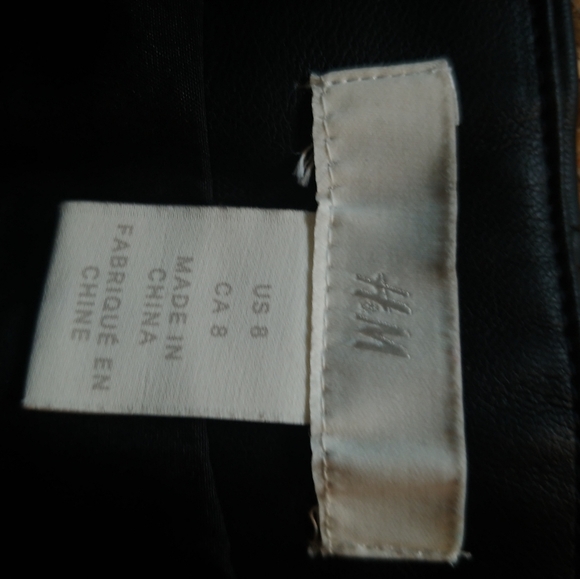 H&M
US 8
CA 8
MADE IN
CHINA
FABRIQUÉ EN
CHINE